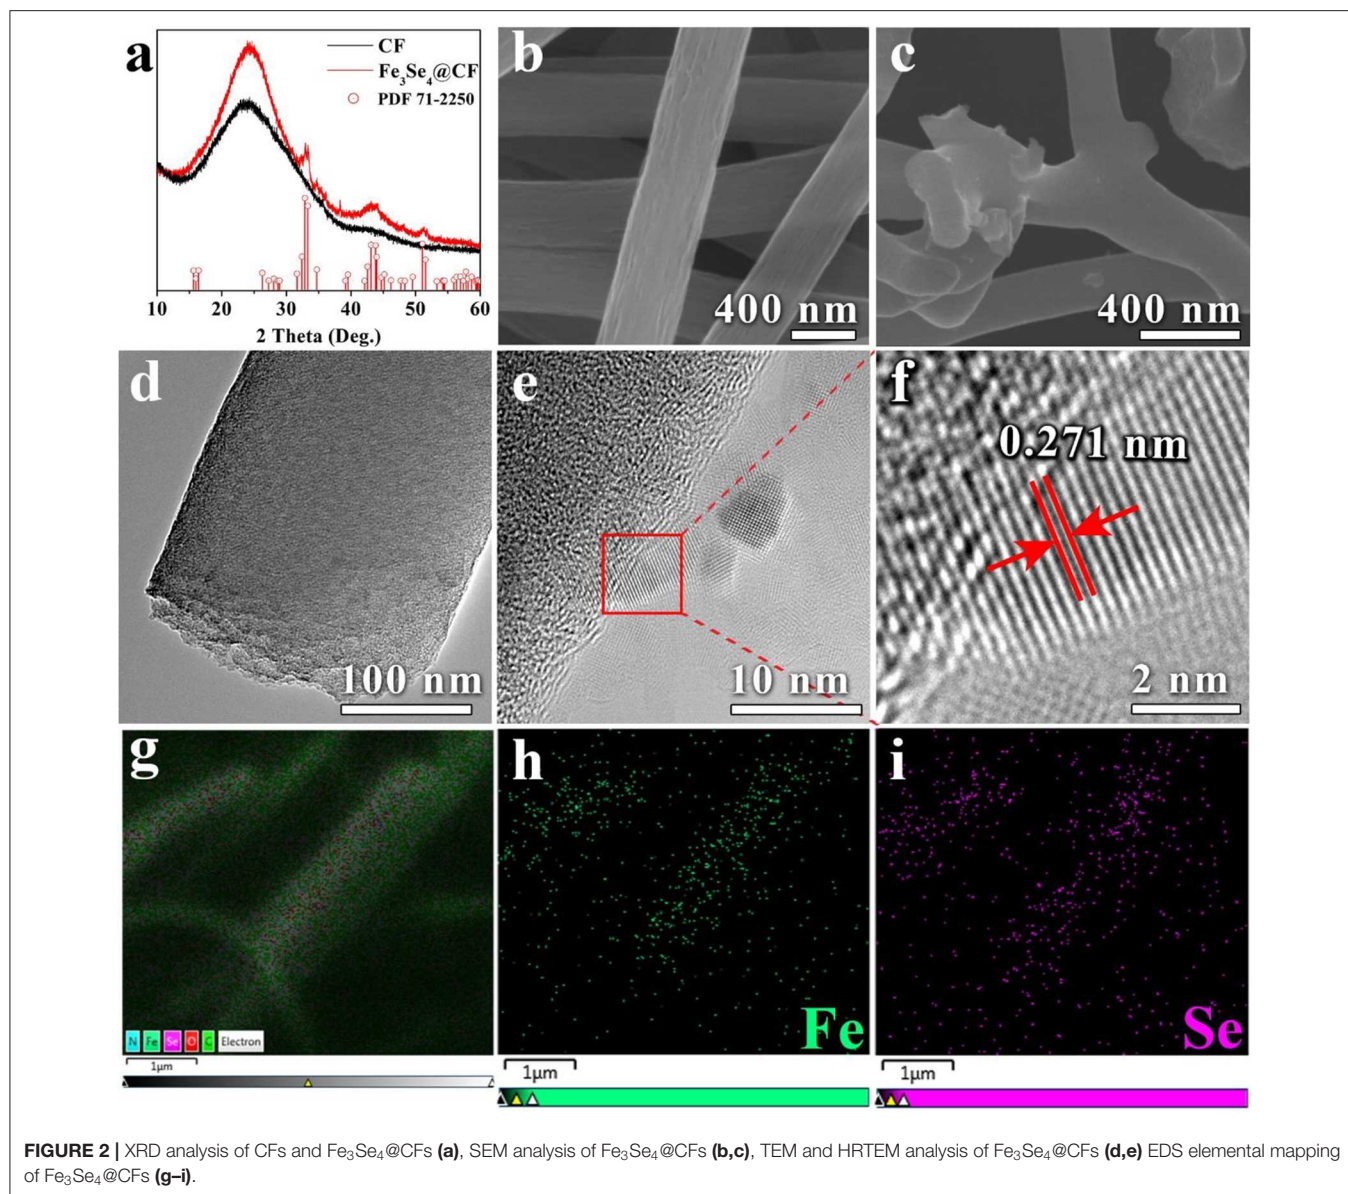 a
CF
Fe₃Se₄@CF
PDF 71-2250
10 20 30 40 50 60
2 Theta (Deg.)
b
400 nm
c
400 nm
d
100 nm
e
10 nm
f
0.271 nm
2 nm
g
N Fe Se O C Electron
1μm
h
Fe
1μm
i
Se
1μm
FIGURE 2 | XRD analysis of CFs and Fe₃Se₄@CFs (a), SEM analysis of Fe₃Se₄@CFs (b,c), TEM and HRTEM analysis of Fe₃Se₄@CFs (d,e) EDS elemental mapping
of Fe₃Se₄@CFs (g–i).